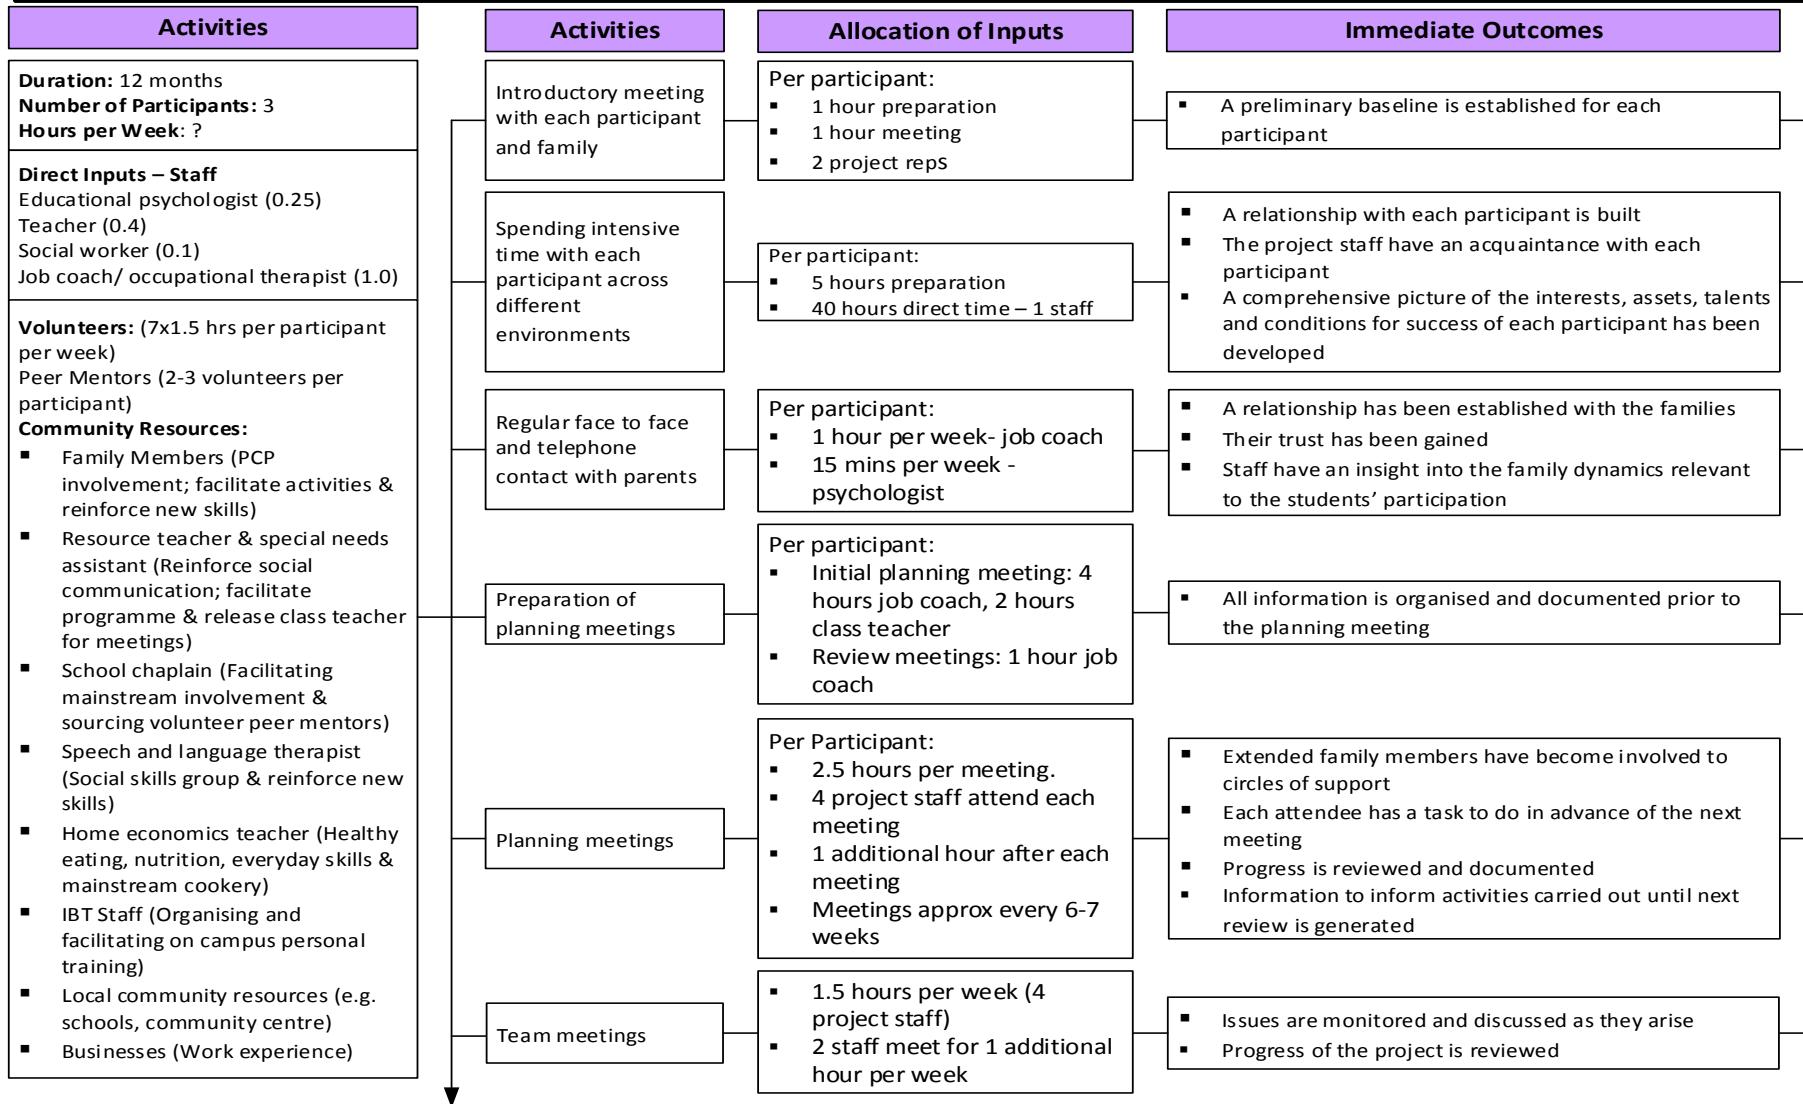 Activities
Duration: 12 months
Number of Participants: 3
Hours per Week: ?
Direct Inputs – Staff
Educational psychologist (0.25)
Teacher (0.4)
Social worker (0.1)
Job coach/ occupational therapist (1.0)
Volunteers: (7x1.5 hrs per participant
per week)
Peer Mentors (2-3 volunteers per
participant)
Community Resources:
▪ Family Members (PCP
involvement; facilitate activities &
reinforce new skills)
▪ Resource teacher & special needs
assistant (Reinforce social
communication; facilitate
programme & release class teacher
for meetings)
▪ School chaplain (Facilitating
mainstream involvement &
sourcing volunteer peer mentors)
▪ Speech and language therapist
(Social skills group & reinforce new
skills)
▪ Home economics teacher (Healthy
eating, nutrition, everyday skills &
mainstream cookery)
▪ IBT Staff (Organising and
facilitating on campus personal
training)
▪ Local community resources (e.g.
schools, community centre)
▪ Businesses (Work experience)
Activities
Allocation of Inputs
Immediate Outcomes
Introductory meeting
with each participant
and family
Per participant:
▪ 1 hour preparation
▪ 1 hour meeting
▪ 2 project reps
▪ A preliminary baseline is established for each
participant
Spending intensive
time with each
participant across
different
environments
Per participant:
▪ 5 hours preparation
▪ 40 hours direct time – 1 staff
▪ A relationship with each participant is built
▪ The project staff have an acquaintance with each
participant
▪ A comprehensive picture of the interests, assets, talents
and conditions for success of each participant has been
developed
Regular face to face
and telephone
contact with parents
Per participant:
▪ 1 hour per week- job coach
▪ 15 mins per week -
psychologist
▪ A relationship has been established with the families
▪ Their trust has been gained
▪ Staff have an insight into the family dynamics relevant
to the students’ participation
Preparation of
planning meetings
Per participant:
▪ Initial planning meeting: 4
hours job coach, 2 hours
class teacher
▪ Review meetings: 1 hour job
coach
▪ All information is organised and documented prior to
the planning meeting
Planning meetings
Per Participant:
▪ 2.5 hours per meeting.
▪ 4 project staff attend each
meeting
▪ 1 additional hour after each
meeting
▪ Meetings approx every 6-7
weeks
▪ Extended family members have become involved to
circles of support
▪ Each attendee has a task to do in advance of the next
meeting
▪ Progress is reviewed and documented
▪ Information to inform activities carried out until next
review is generated
Team meetings
▪ 1.5 hours per week (4
project staff)
▪ 2 staff meet for 1 additional
hour per week
▪ Issues are monitored and discussed as they arise
▪ Progress of the project is reviewed